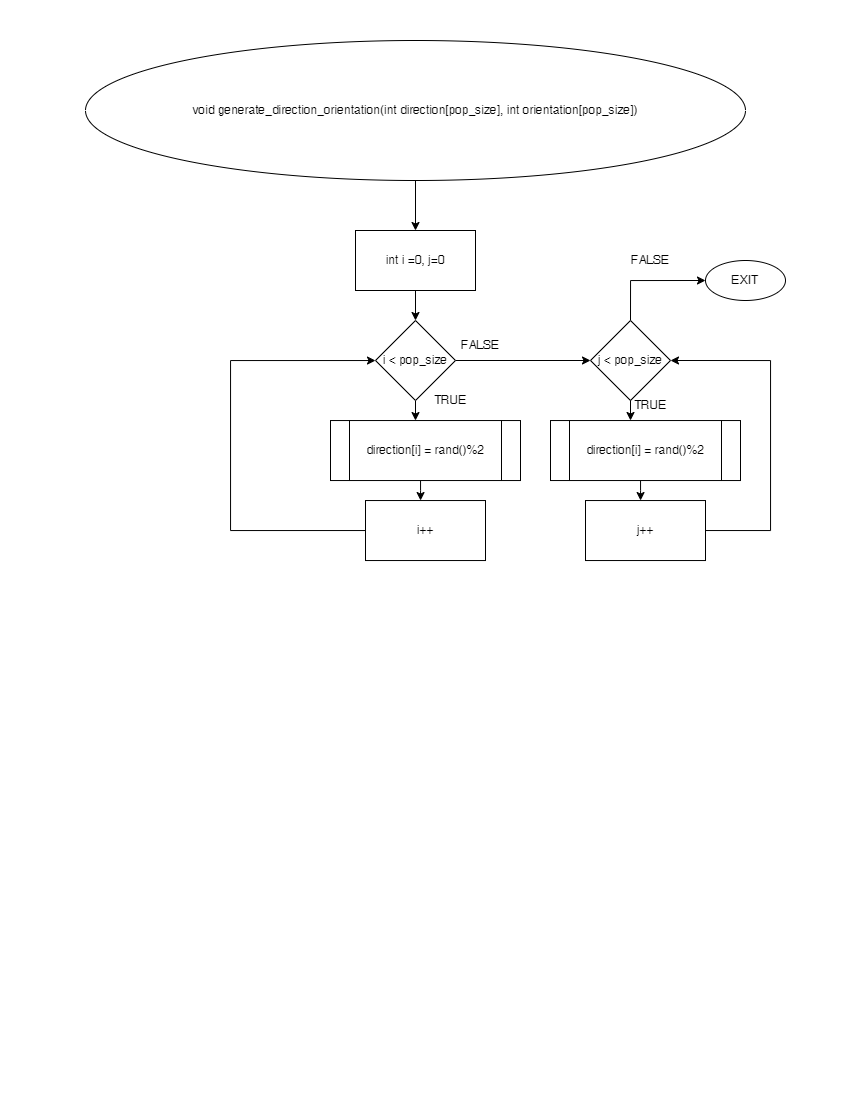 void generate_direction_orientation(int direction[pop_size], int orientation[pop_size])
int i =0, j=0
FALSE
EXIT
i < pop_size
FALSE
j < pop_size
TRUE
TRUE
direction[i] = rand()%2
direction[i] = rand()%2
i++
j++